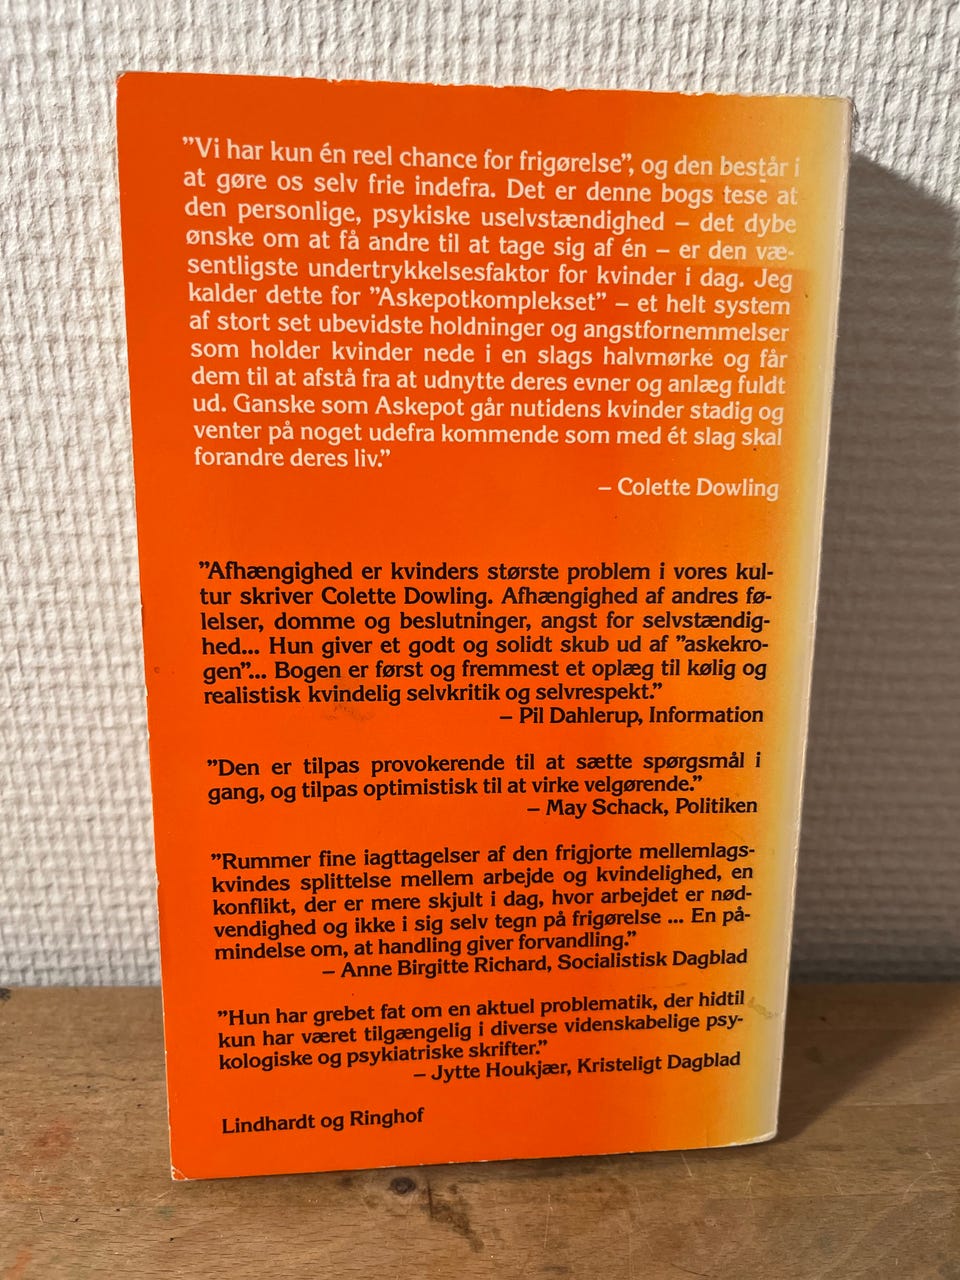 ”Vi har kun én reel chance for frigørelse”, og den består i
at gøre os selv frie indefra. Det er denne bogs tese at
den personlige, psykiske uselvstændighed – det dybe
ønske om at få andre til at tage sig af én – er den væ-
sentligste undertrykkelsesfaktor for kvinder i dag. Jeg
kalder dette for ”Askepotkomplekset” – et helt system
af stort set ubevidste holdninger og angstfornemmelser
som holder kvinder nede i en slags halvmørke og får
dem til at afstå fra at udnytte deres evner og anlæg fuldt
ud. Ganske som Askepot går nutidens kvinder stadig og
venter på noget udefra kommende som med ét slag skal
forandre deres liv.”
– Colette Dowling
”Afhængighed er kvinders største problem i vores kul-
tur skriver Colette Dowling. Afhængighed af andres fø-
lelser, domme og beslutninger, angst for selvstændig-
hed... Hun giver et godt og solidt skub ud af ”askekro-
gen”... Bogen er først og fremmest et oplæg til kølig og
realistisk kvindelig selvkritik og selvrespekt.”
– Pil Dahlerup, Information
”Den er tilpas provokerende til at sætte spørgsmål i
gang, og tilpas optimistisk til at virke velgørende.”
– May Schack, Politiken
”Rummer fine iagttagelser af den frigjorte mellemlags-
kvindes splittelse mellem arbejde og kvindelighed, en
konflikt, der er mere skjult i dag, hvor arbejdet er nød-
vendighed og ikke i sig selv tegn på frigørelse ... En på-
mindelse om, at handling giver forvandling.”
– Anne Birgitte Richard, Socialistisk Dagblad
”Hun har grebet fat om en aktuel problematik, der hidtil
kun har været tilgængelig i diverse videnskabelige psy-
kologiske og psykiatriske skrifter.”
– Jytte Houkjær, Kristeligt Dagblad
Lindhardt og Ringhof